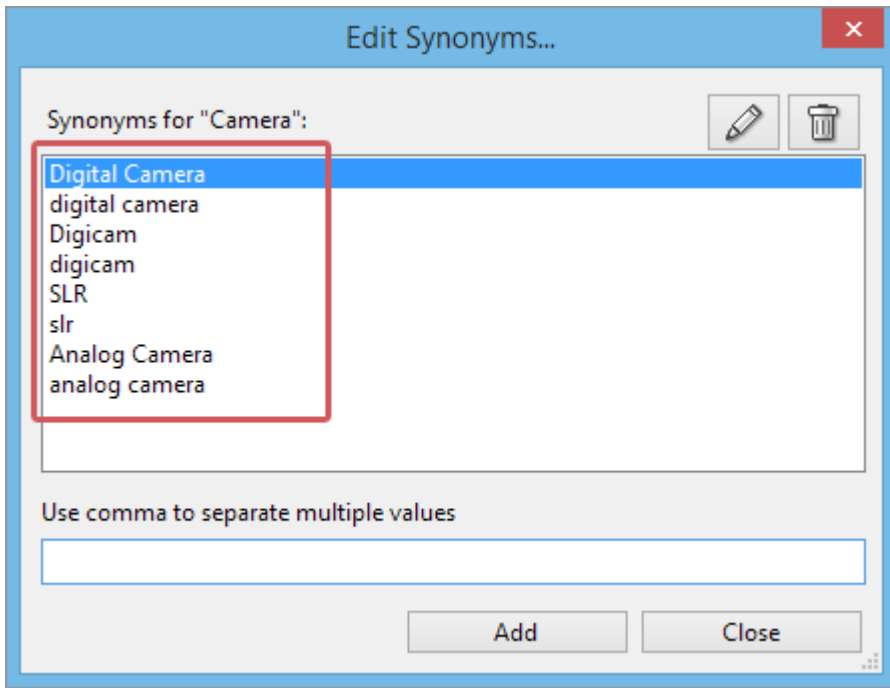 Edit Synonyms...
Synonyms for "Camera":
Digital Camera
digital camera
Digicam
digicam
SLR
slr
Analog Camera
analog camera
Use comma to separate multiple values
Add
Close